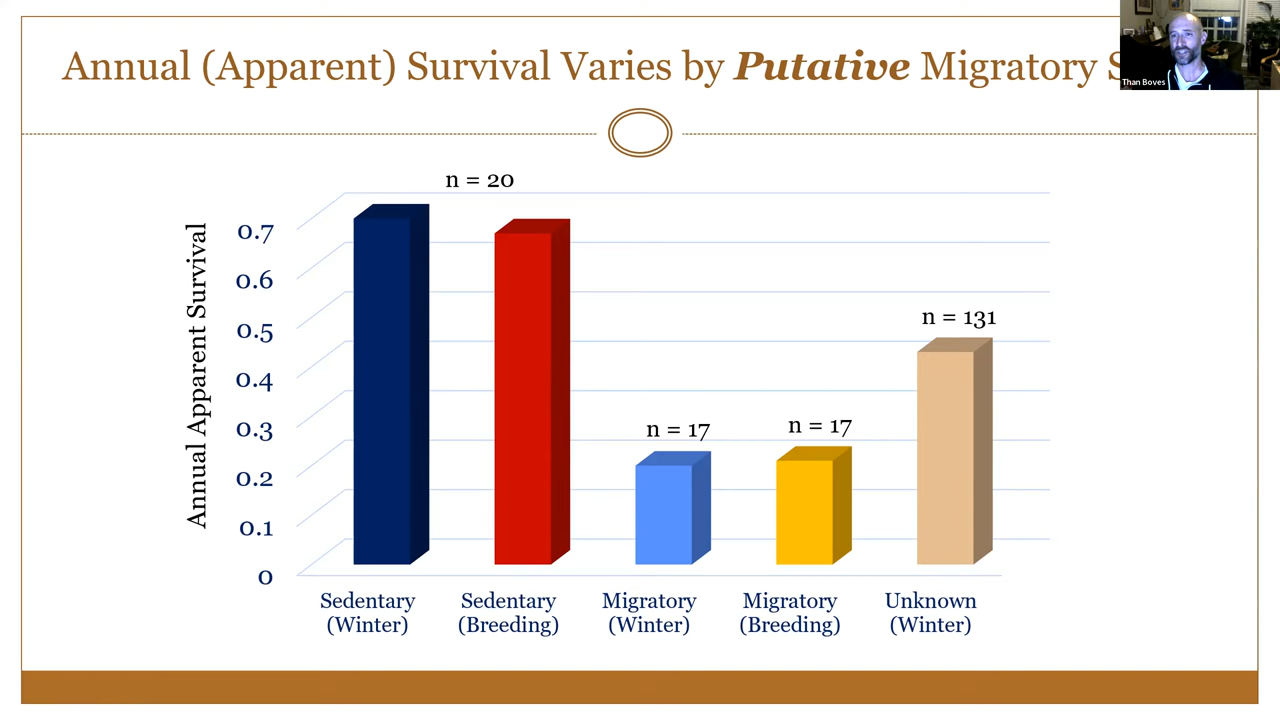 Annual (Apparent) Survival Varies by Putative Migratory
Than Boves
n = 20
0.7
0.6
0.5
0.4
0.3
0.2
0.1
0
Annual Apparent Survival
n = 17
n = 17
n = 131
Sedentary
(Winter)
Sedentary
(Breeding)
Migratory
(Winter)
Migratory
(Breeding)
Unknown
(Winter)